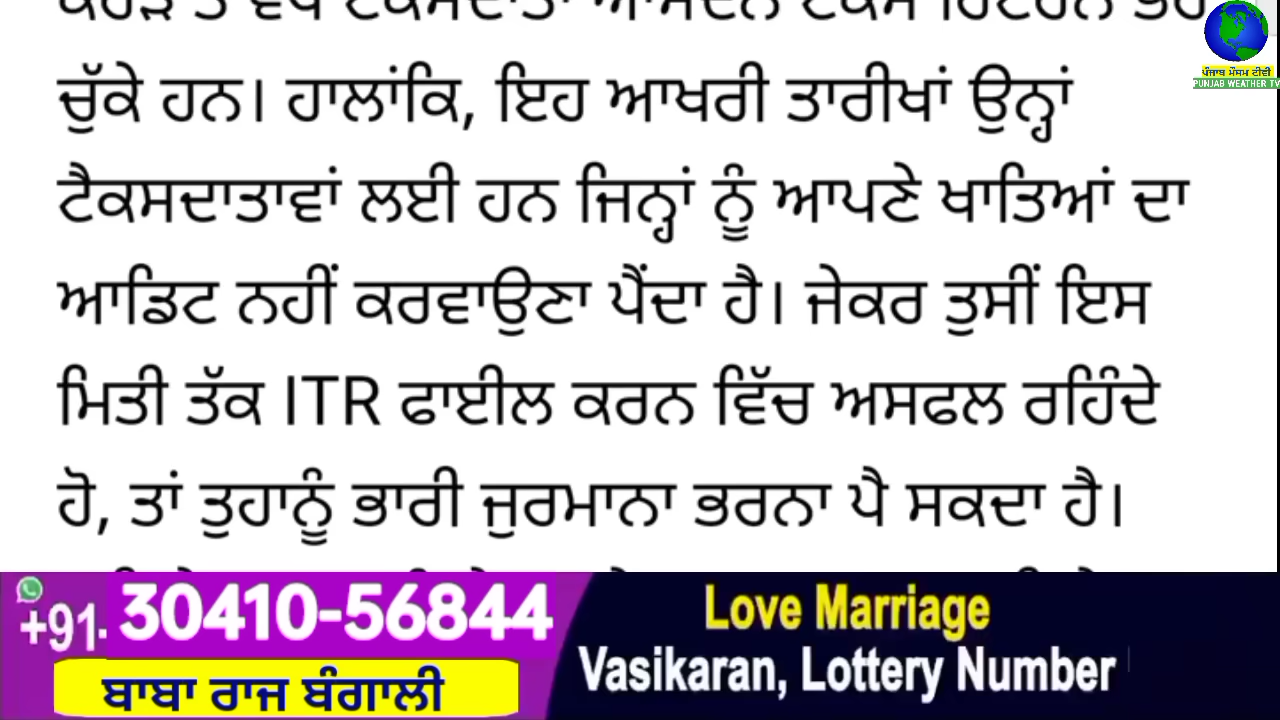 ਚੁੱਕੇ ਹਨ। ਹਾਲਾਂਕਿ, ਇਹ ਆਖਰੀ ਤਾਰੀਖਾਂ ਉਨ੍ਹਾਂ
ਟੈਕਸਦਾਤਾਵਾਂ ਲਈ ਹਨ ਜਿਨ੍ਹਾਂ ਨੂੰ ਆਪਣੇ ਖਾਤਿਆਂ ਦਾ
ਆਡਿਟ ਨਹੀਂ ਕਰਵਾਉਣਾ ਪੈਂਦਾ ਹੈ। ਜੇਕਰ ਤੁਸੀਂ ਇਸ
ਮਿਤੀ ਤੱਕ ITR ਫਾਈਲ ਕਰਨ ਵਿੱਚ ਅਸਫਲ ਰਹਿੰਦੇ
ਹੋ, ਤਾਂ ਤੁਹਾਨੂੰ ਭਾਰੀ ਜੁਰਮਾਨਾ ਭਰਨਾ ਪੈ ਸਕਦਾ ਹੈ।
ਪੰਜਾਬ ਮੌਸਮ ਟੀਵੀ
PUNJAB WEATHER TV
+91- 30410-56844
ਬਾਬਾ ਰਾਜ ਬੰਗਾਲੀ
Love Marriage
Vasikaran, Lottery Number